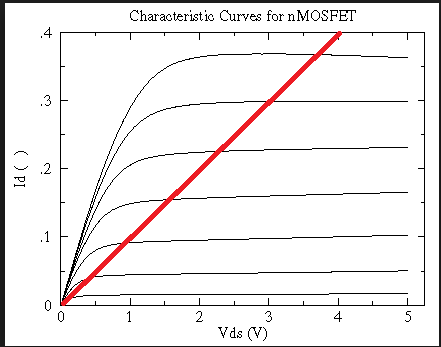 Characteristic Curves for nMOSFET
.4
.3
.2
.1
0
Id ( )
0 1 2 3 4 5
Vds (V)